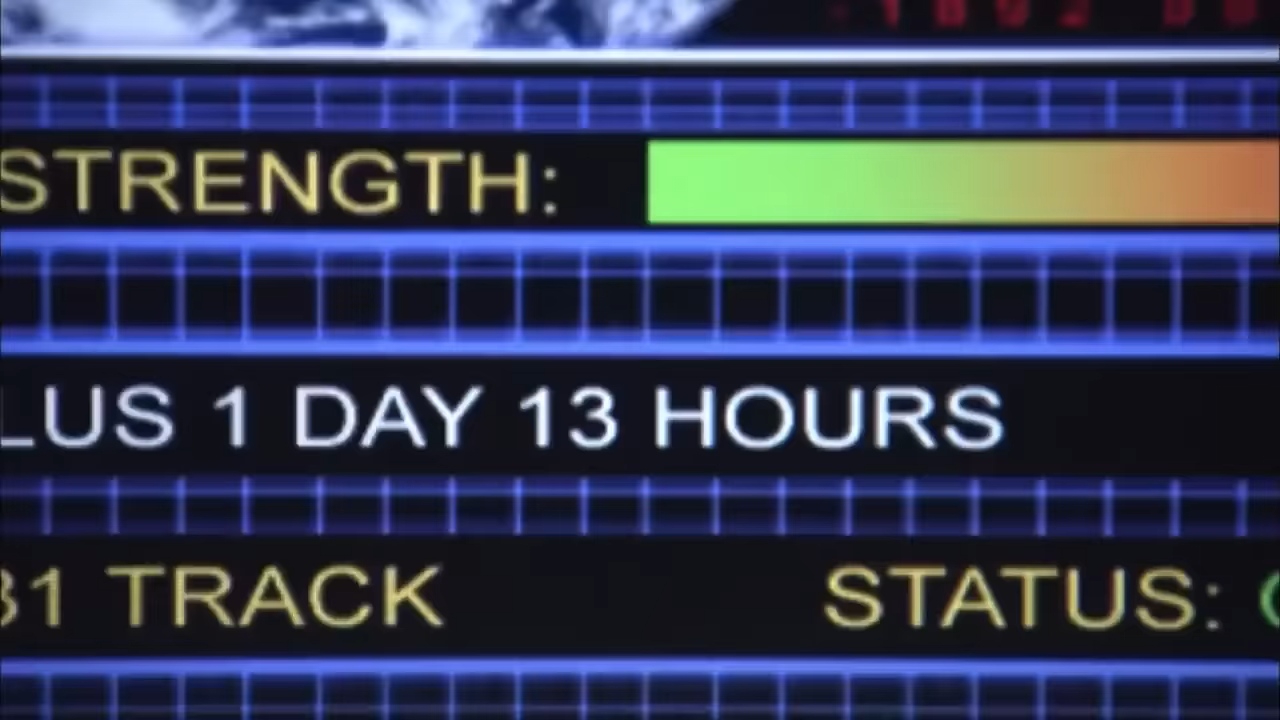 STRENGTH:
LUS 1 DAY 13 HOURS
31 TRACK
STATUS: